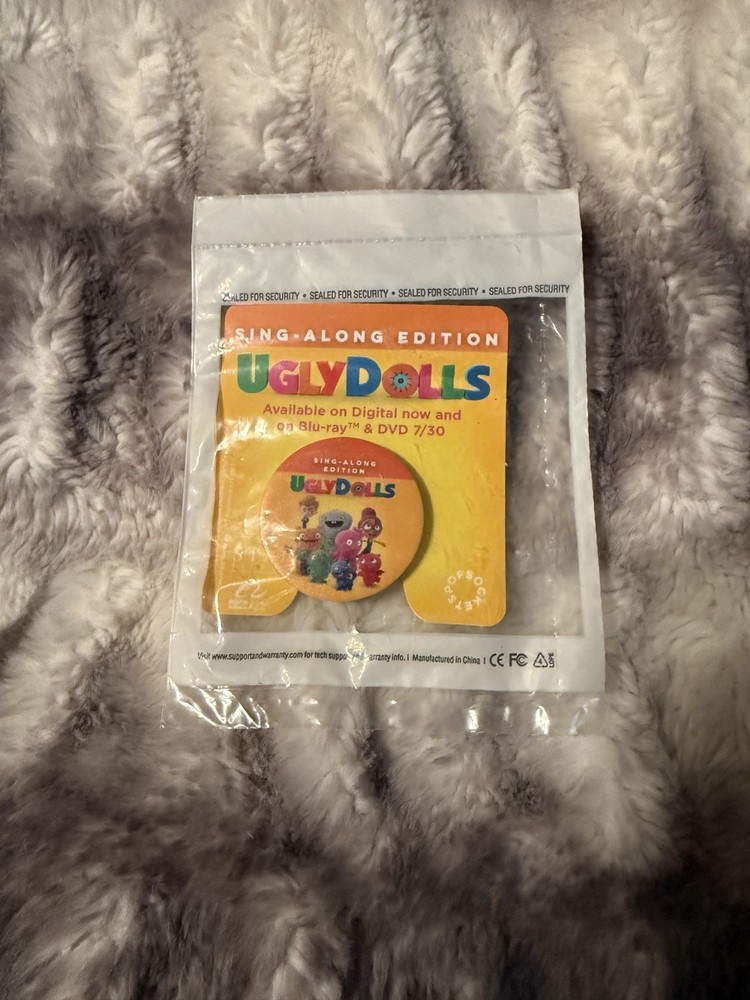 SEALED FOR SECURITY • SEALED FOR SECURITY • SEALED FOR SECURITY • SEALED FOR SECURITY
SING-ALONG EDITION
UGLYDOLLS
Available on Digital now and
on Blu-ray™ & DVD 7/30
SING-ALONG
EDITION
UGLYDOLLS
POPSOCKETS
Visit www.supportandwarranty.com for tech support warranty info. | Manufactured in China | CE FC 4